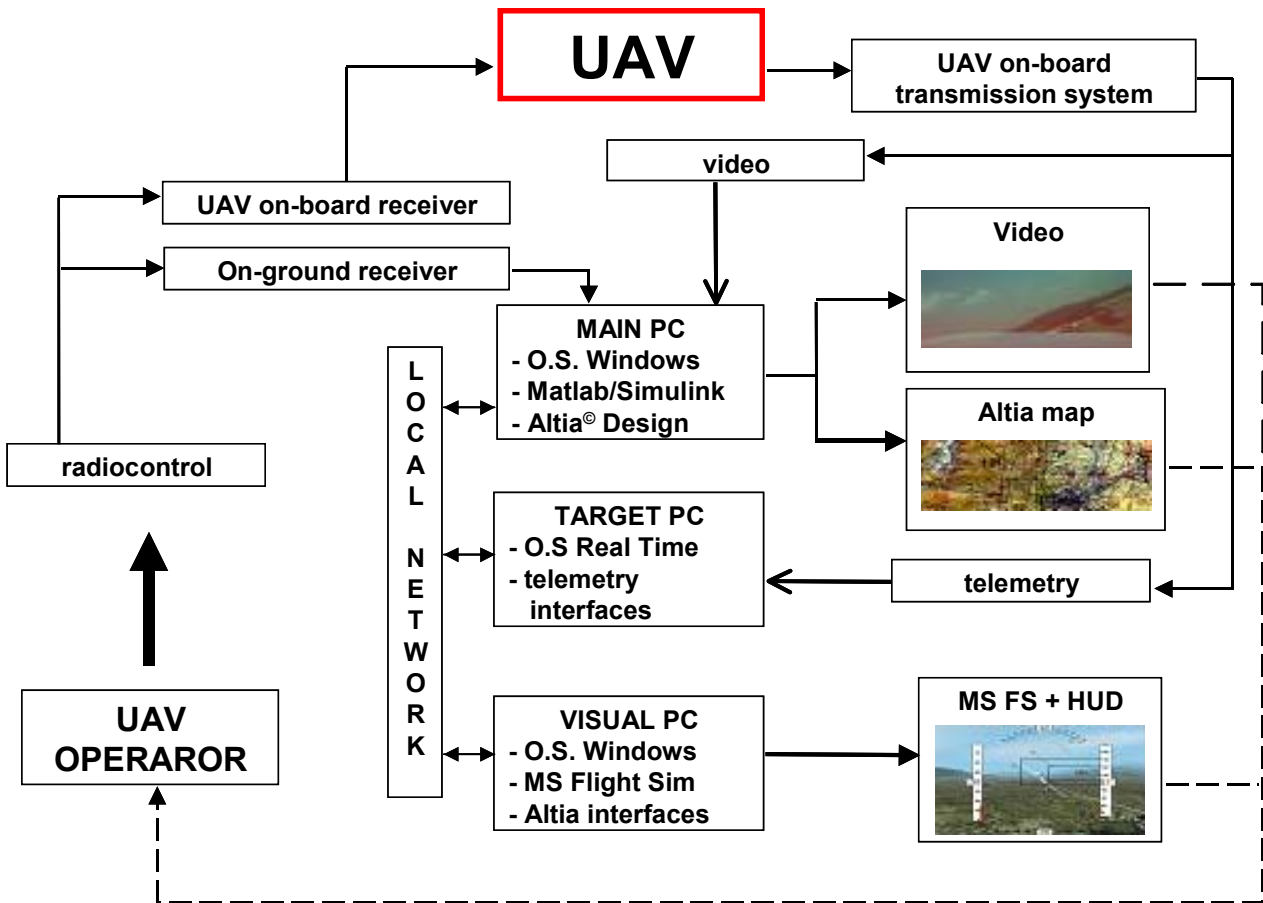 UAV
UAV on-board
transmission system
video
UAV on-board receiver
On-ground receiver
Video
MAIN PC
- O.S. Windows
- Matlab/Simulink
- Altia© Design
Altia map
LOCAL NETWORK
radiocontrol
TARGET PC
- O.S Real Time
- telemetry
interfaces
telemetry
UAV
OPERAROR
VISUAL PC
- O.S. Windows
- MS Flight Sim
- Altia interfaces
MS FS + HUD